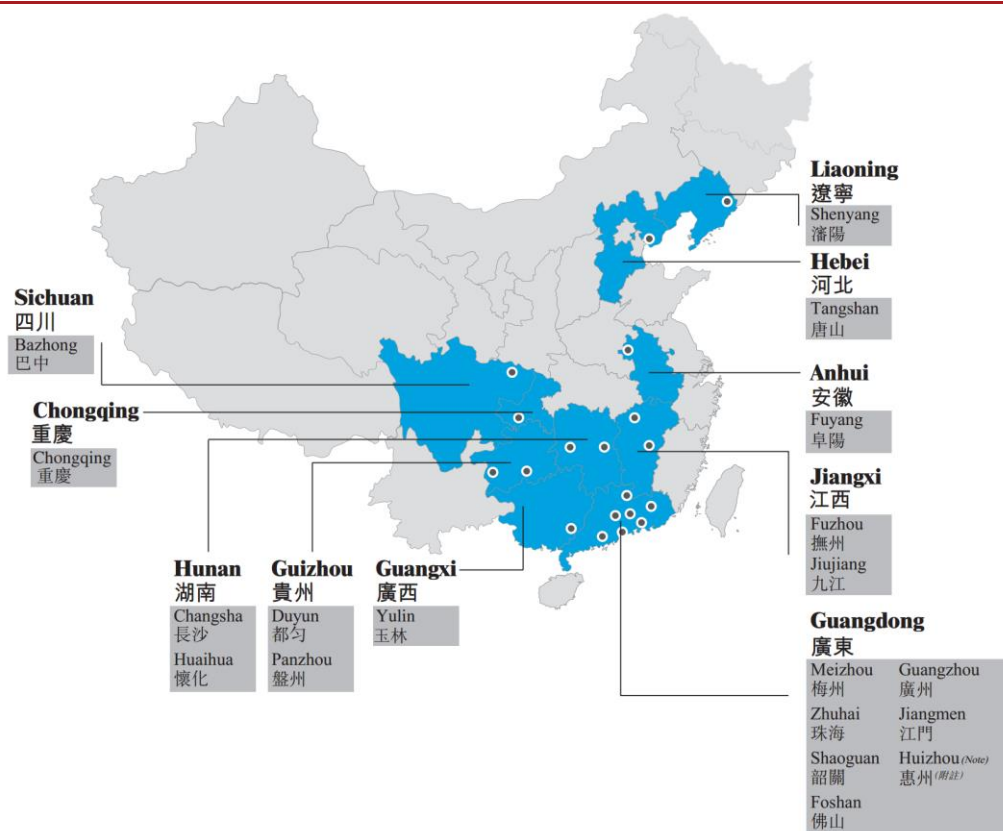 Liaoning
遼寧
Shenyang
瀋陽
Hebei
河北
Tangshan
唐山
Anhui
安徽
Fuyang
阜陽
Jiangxi
江西
Fuzhou
撫州
Jiujiang
九江
Guangdong
廣東
Meizhou Guangzhou
梅州 廣州
Zhuhai Jiangmen
珠海 江門
Shaoguan Huizhou (Note)
韶關 惠州 (附註)
Foshan
佛山
Sichuan
四川
Bazhong
巴中
Chongqing
重慶
Chongqing
重慶
Hunan
湖南
Changsha
長沙
Huaihua
懷化
Guizhou
貴州
Duyun
都勻
Panzhou
盤州
Guangxi
廣西
Yulin
玉林